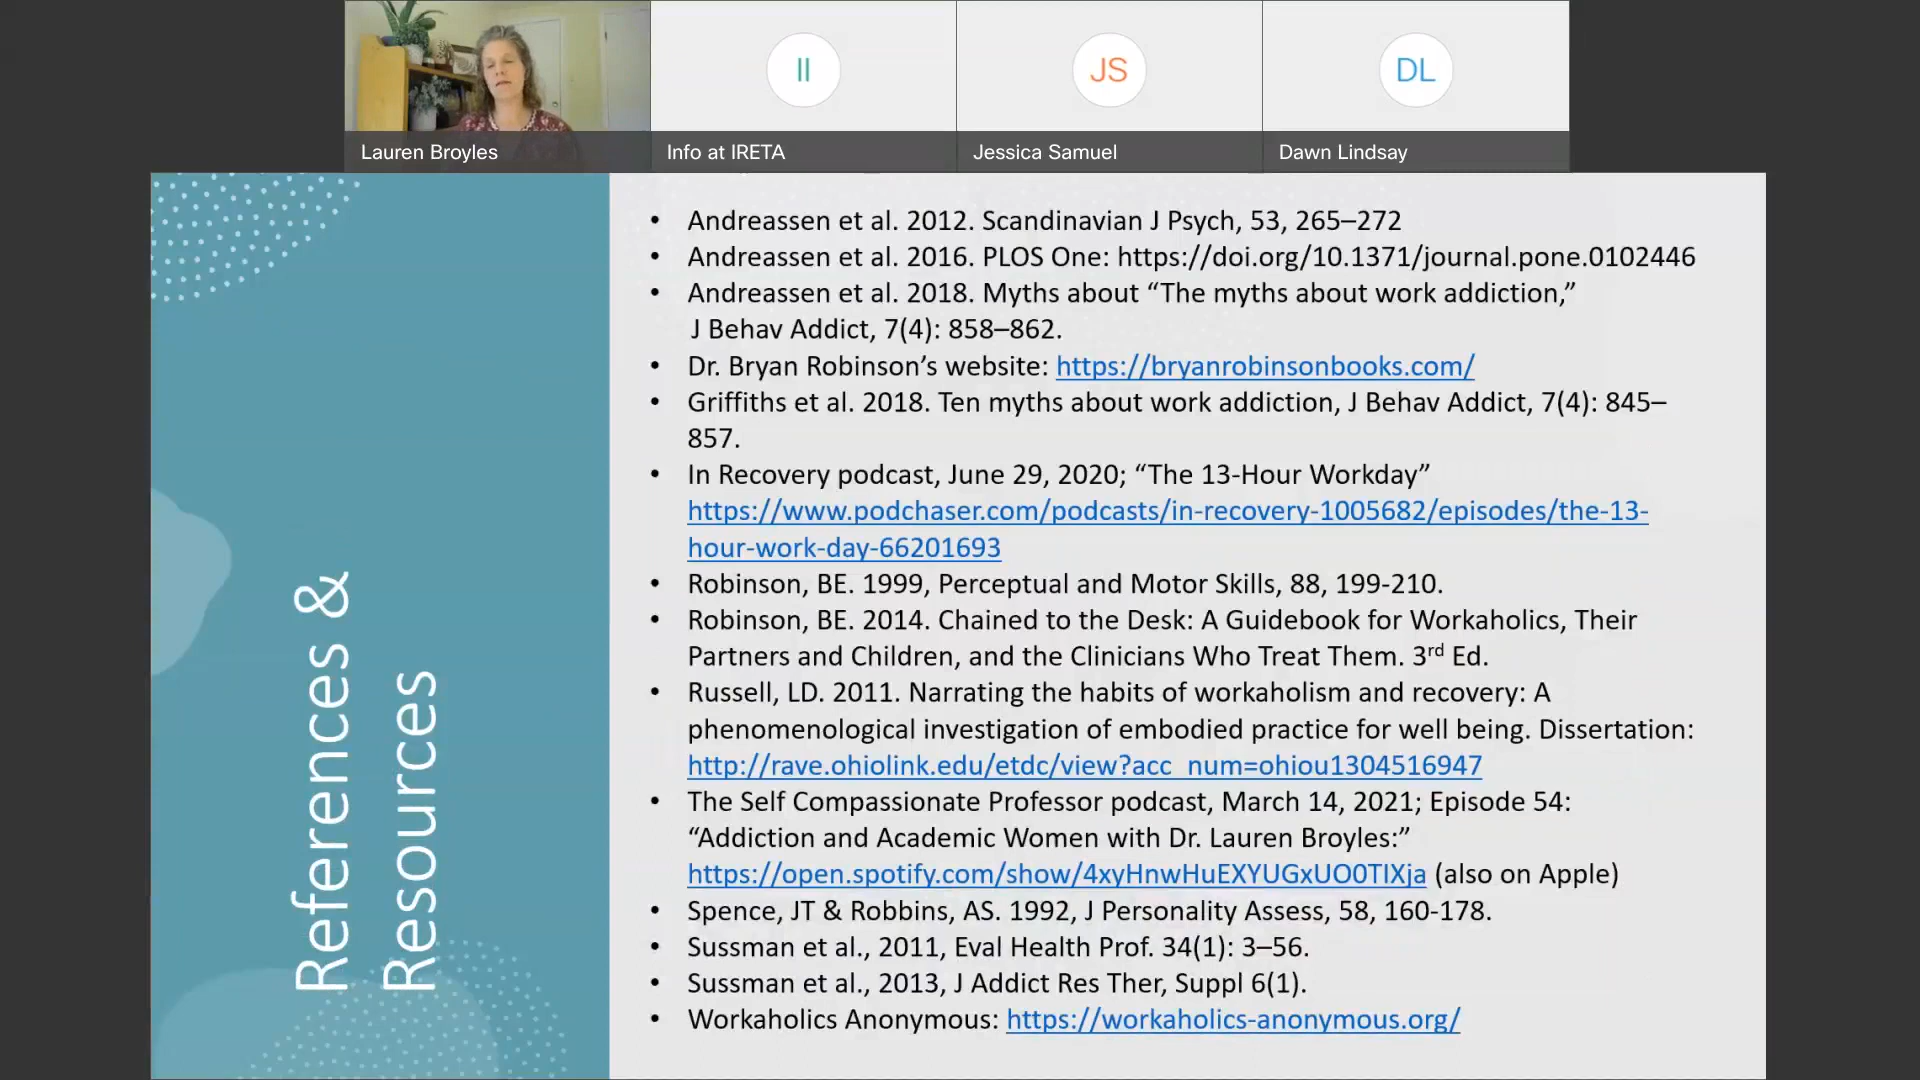 II
JS
DL
Lauren Broyles
Info at IRETA
Jessica Samuel
Dawn Lindsay
References &
Resources
• Andreassen et al. 2012. Scandinavian J Psych, 53, 265–272
• Andreassen et al. 2016. PLOS One: https://doi.org/10.1371/journal.pone.0102446
• Andreassen et al. 2018. Myths about “The myths about work addiction,”
J Behav Addict, 7(4): 858–862.
• Dr. Bryan Robinson’s website: https://bryanrobinsonbooks.com/
• Griffiths et al. 2018. Ten myths about work addiction, J Behav Addict, 7(4): 845–
857.
• In Recovery podcast, June 29, 2020; “The 13-Hour Workday”
https://www.podchaser.com/podcasts/in-recovery-1005682/episodes/the-13-
hour-work-day-66201693
• Robinson, BE. 1999, Perceptual and Motor Skills, 88, 199-210.
• Robinson, BE. 2014. Chained to the Desk: A Guidebook for Workaholics, Their
Partners and Children, and the Clinicians Who Treat Them. 3rd Ed.
• Russell, LD. 2011. Narrating the habits of workaholism and recovery: A
phenomenological investigation of embodied practice for well being. Dissertation:
http://rave.ohiolink.edu/etdc/view?acc_num=ohiou1304516947
• The Self Compassionate Professor podcast, March 14, 2021; Episode 54:
“Addiction and Academic Women with Dr. Lauren Broyles:”
https://open.spotify.com/show/4xyHnwHuEXYUGxUO0TIXja (also on Apple)
• Spence, JT & Robbins, AS. 1992, J Personality Assess, 58, 160-178.
• Sussman et al., 2011, Eval Health Prof. 34(1): 3–56.
• Sussman et al., 2013, J Addict Res Ther, Suppl 6(1).
• Workaholics Anonymous: https://workaholics-anonymous.org/